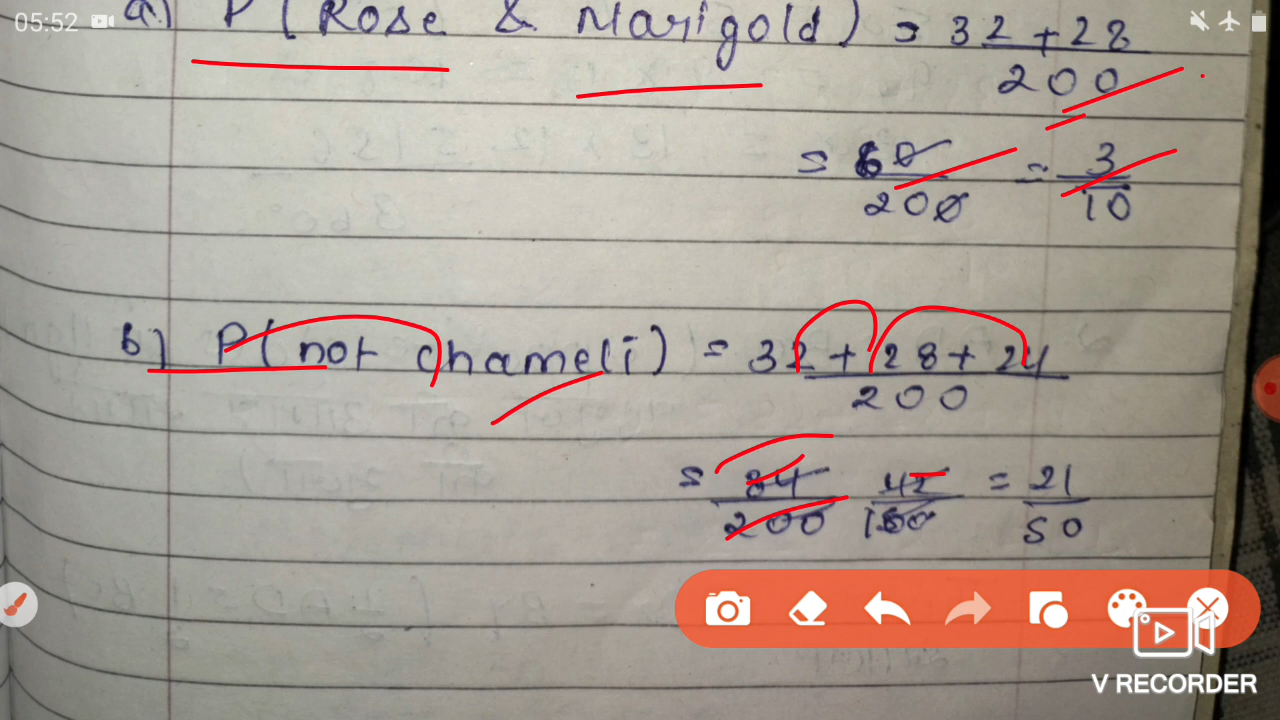 05:52
a.) P (Rose & Marigold) = 32 + 28
200
= 60 = 3
200 10
b) P( not chameli) = 32 + 28 + 24
200
= 84 42 = 21
200 100 50
V RECORDER